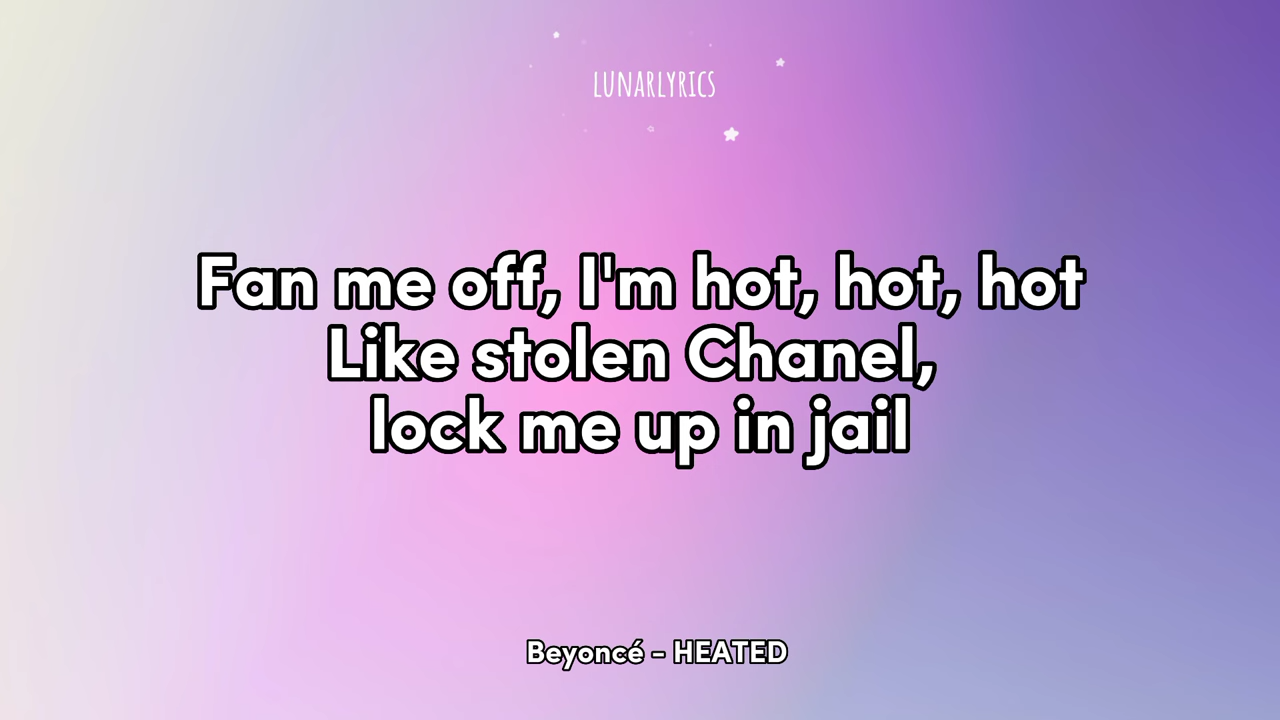 LUNARLYRICS
Fan me off, I'm hot, hot, hot
Like stolen Chanel,
lock me up in jail
Beyoncé - HEATED